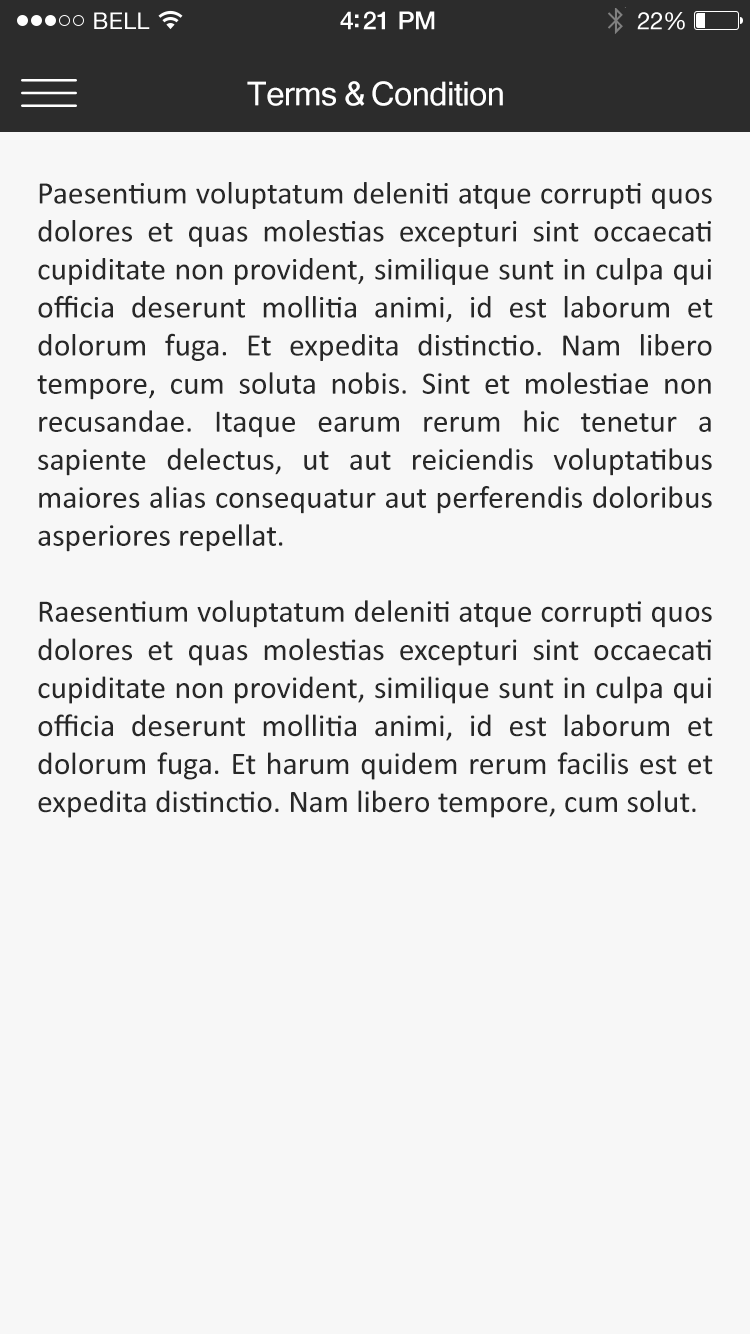 BELL 4:21 PM 22%
Terms & Condition
Paesentium voluptatum deleniti atque corrupti quos
dolores et quas molestias excepturi sint occaecati
cupiditate non provident, similique sunt in culpa qui
officia deserunt mollitia animi, id est laborum et
dolorum fuga. Et expedita distinctio. Nam libero
tempore, cum soluta nobis. Sint et molestiae non
recusandae. Itaque earum rerum hic tenetur a
sapiente delectus, ut aut reiciendis voluptatibus
maiores alias consequatur aut perferendis doloribus
asperiores repellat.
Raesentium voluptatum deleniti atque corrupti quos
dolores et quas molestias excepturi sint occaecati
cupiditate non provident, similique sunt in culpa qui
officia deserunt mollitia animi, id est laborum et
dolorum fuga. Et harum quidem rerum facilis est et
expedita distinctio. Nam libero tempore, cum solut.